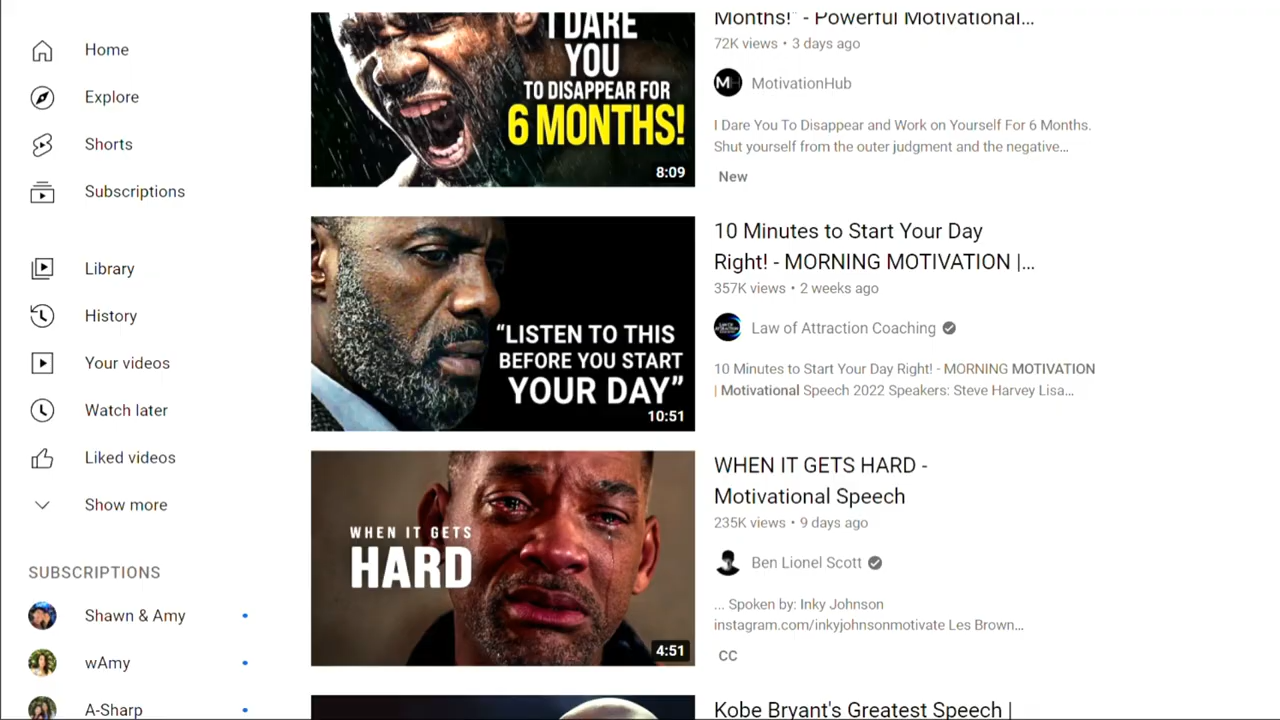 Home
Explore
Shorts
Subscriptions
Library
History
Your videos
Watch later
Liked videos
Show more
SUBSCRIPTIONS
Shawn & Amy
wAmy
A-Sharp
I DARE
YOU
TO DISAPPEAR FOR
6 MONTHS!
8:09
Months!" - Powerful Motivational...
72K views • 3 days ago
MotivationHub
I Dare You To Disappear and Work on Yourself For 6 Months.
Shut yourself from the outer judgment and the negative...
New
“LISTEN TO THIS
BEFORE YOU START
YOUR DAY”
10:51
10 Minutes to Start Your Day
Right! - MORNING MOTIVATION |...
357K views • 2 weeks ago
Law of Attraction Coaching
10 Minutes to Start Your Day Right! - MORNING MOTIVATION
| Motivational Speech 2022 Speakers: Steve Harvey Lisa...
WHEN IT GETS
HARD
4:51
WHEN IT GETS HARD -
Motivational Speech
235K views • 9 days ago
Ben Lionel Scott
... Spoken by: Inky Johnson
instagram.com/inkyjohnsonmotivate Les Brown...
CC
Kobe Bryant's Greatest Speech |